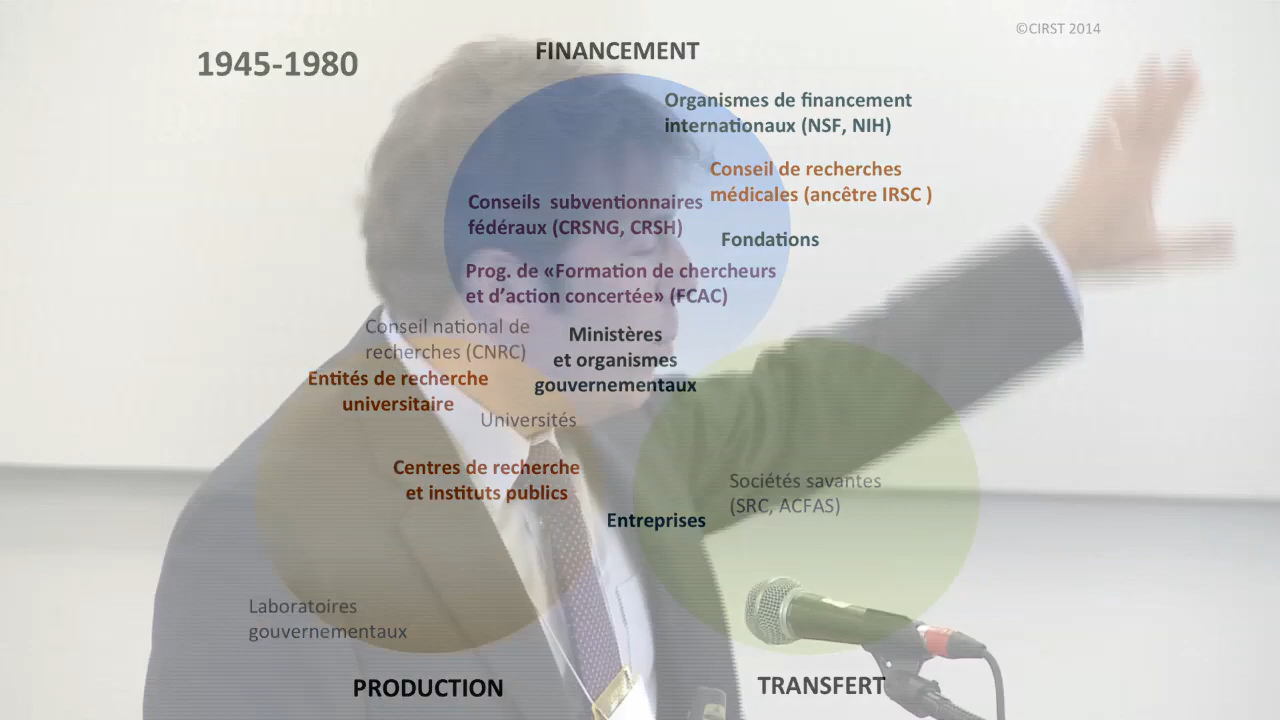 ©CIRST 2014
1945-1980
FINANCEMENT
Organismes de financement
internationaux (NSF, NIH)
Conseil de recherches
médicales (ancêtre IRSC )
Conseils subventionnaires
fédéraux (CRSNG, CRSH)
Fondations
Prog. de «Formation de chercheurs
et d’action concertée» (FCAC)
Conseil national de
recherches (CNRC)
Ministères
et organismes
gouvernementaux
Entités de recherche
universitaire
Universités
Centres de recherche
et instituts publics
Sociétés savantes
(SRC, ACFAS)
Entreprises
Laboratoires
gouvernementaux
PRODUCTION
TRANSFERT